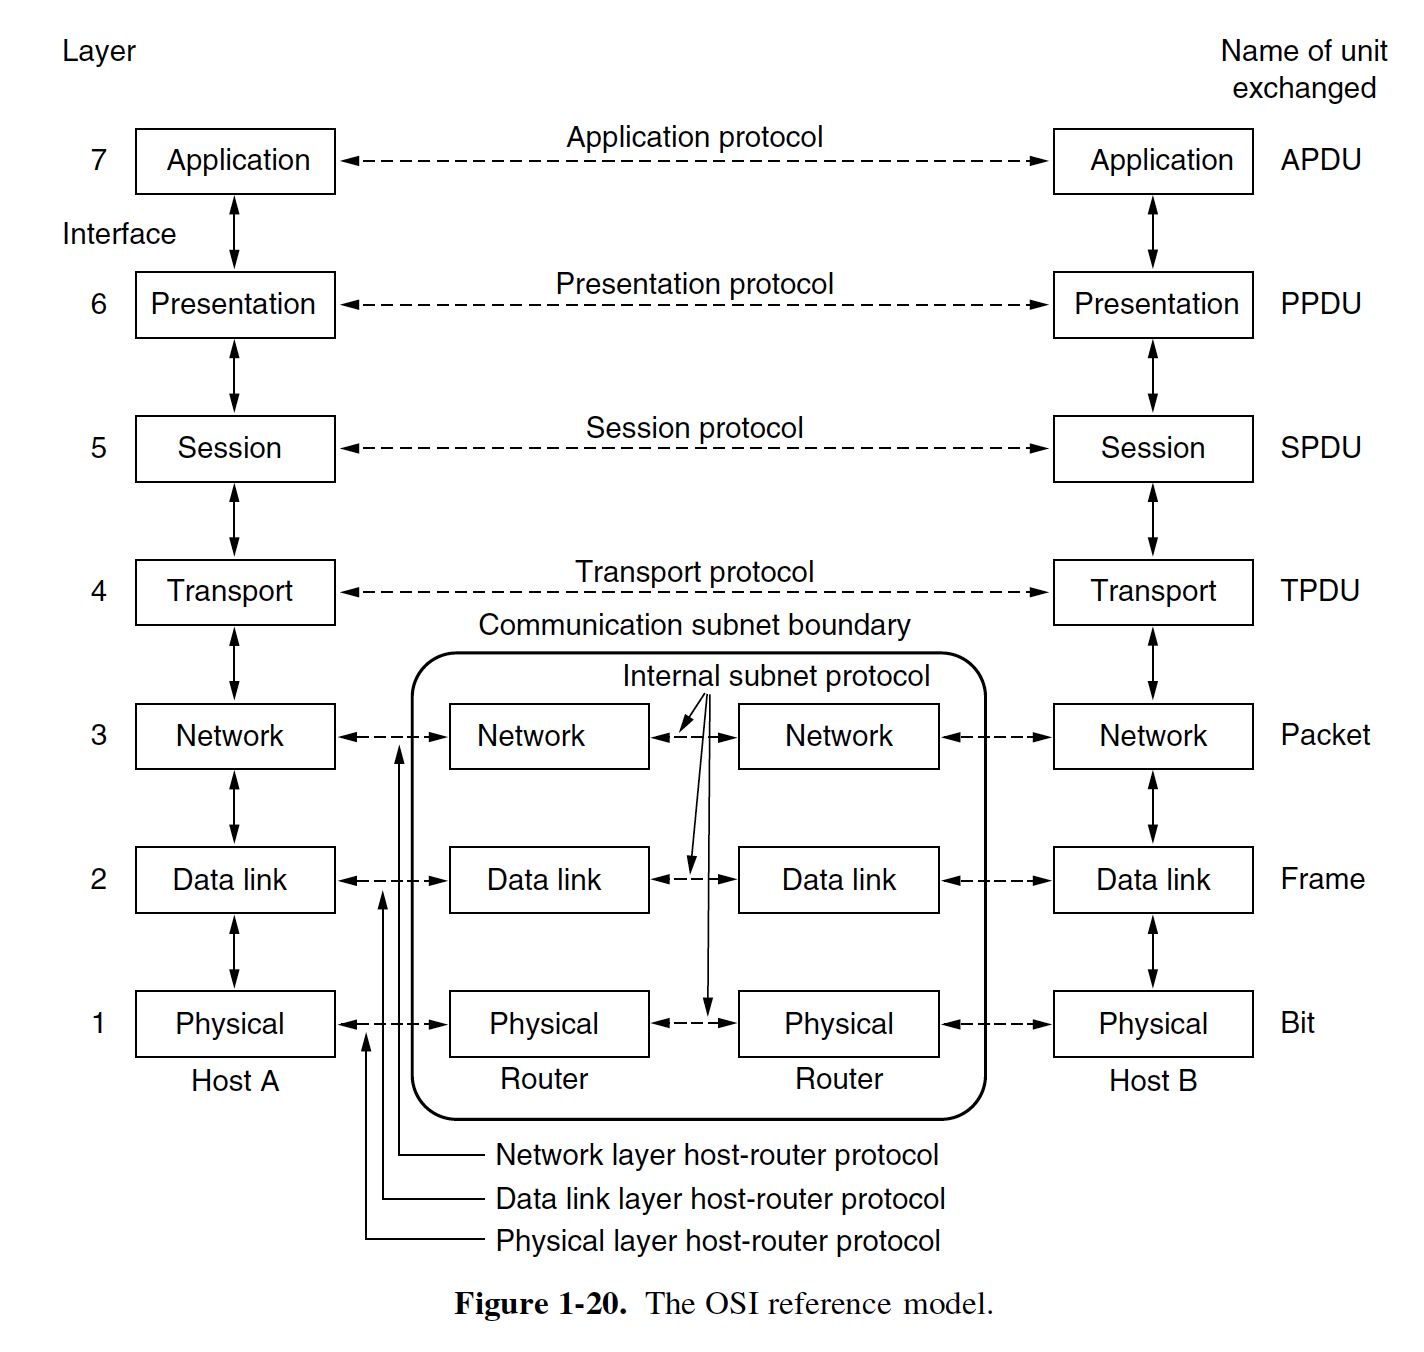 Layer
Name of unit
exchanged
Application protocol
7 Application Application APDU
Interface
Presentation protocol
6 Presentation Presentation PPDU
Session protocol
5 Session Session SPDU
Transport protocol
4 Transport Transport TPDU
Communication subnet boundary
Internal subnet protocol
3 Network Network Network Network Packet
2 Data link Data link Data link Data link Frame
1 Physical Physical Physical Physical Bit
Host A Router Router Host B
Network layer host-router protocol
Data link layer host-router protocol
Physical layer host-router protocol
Figure 1-20. The OSI reference model.